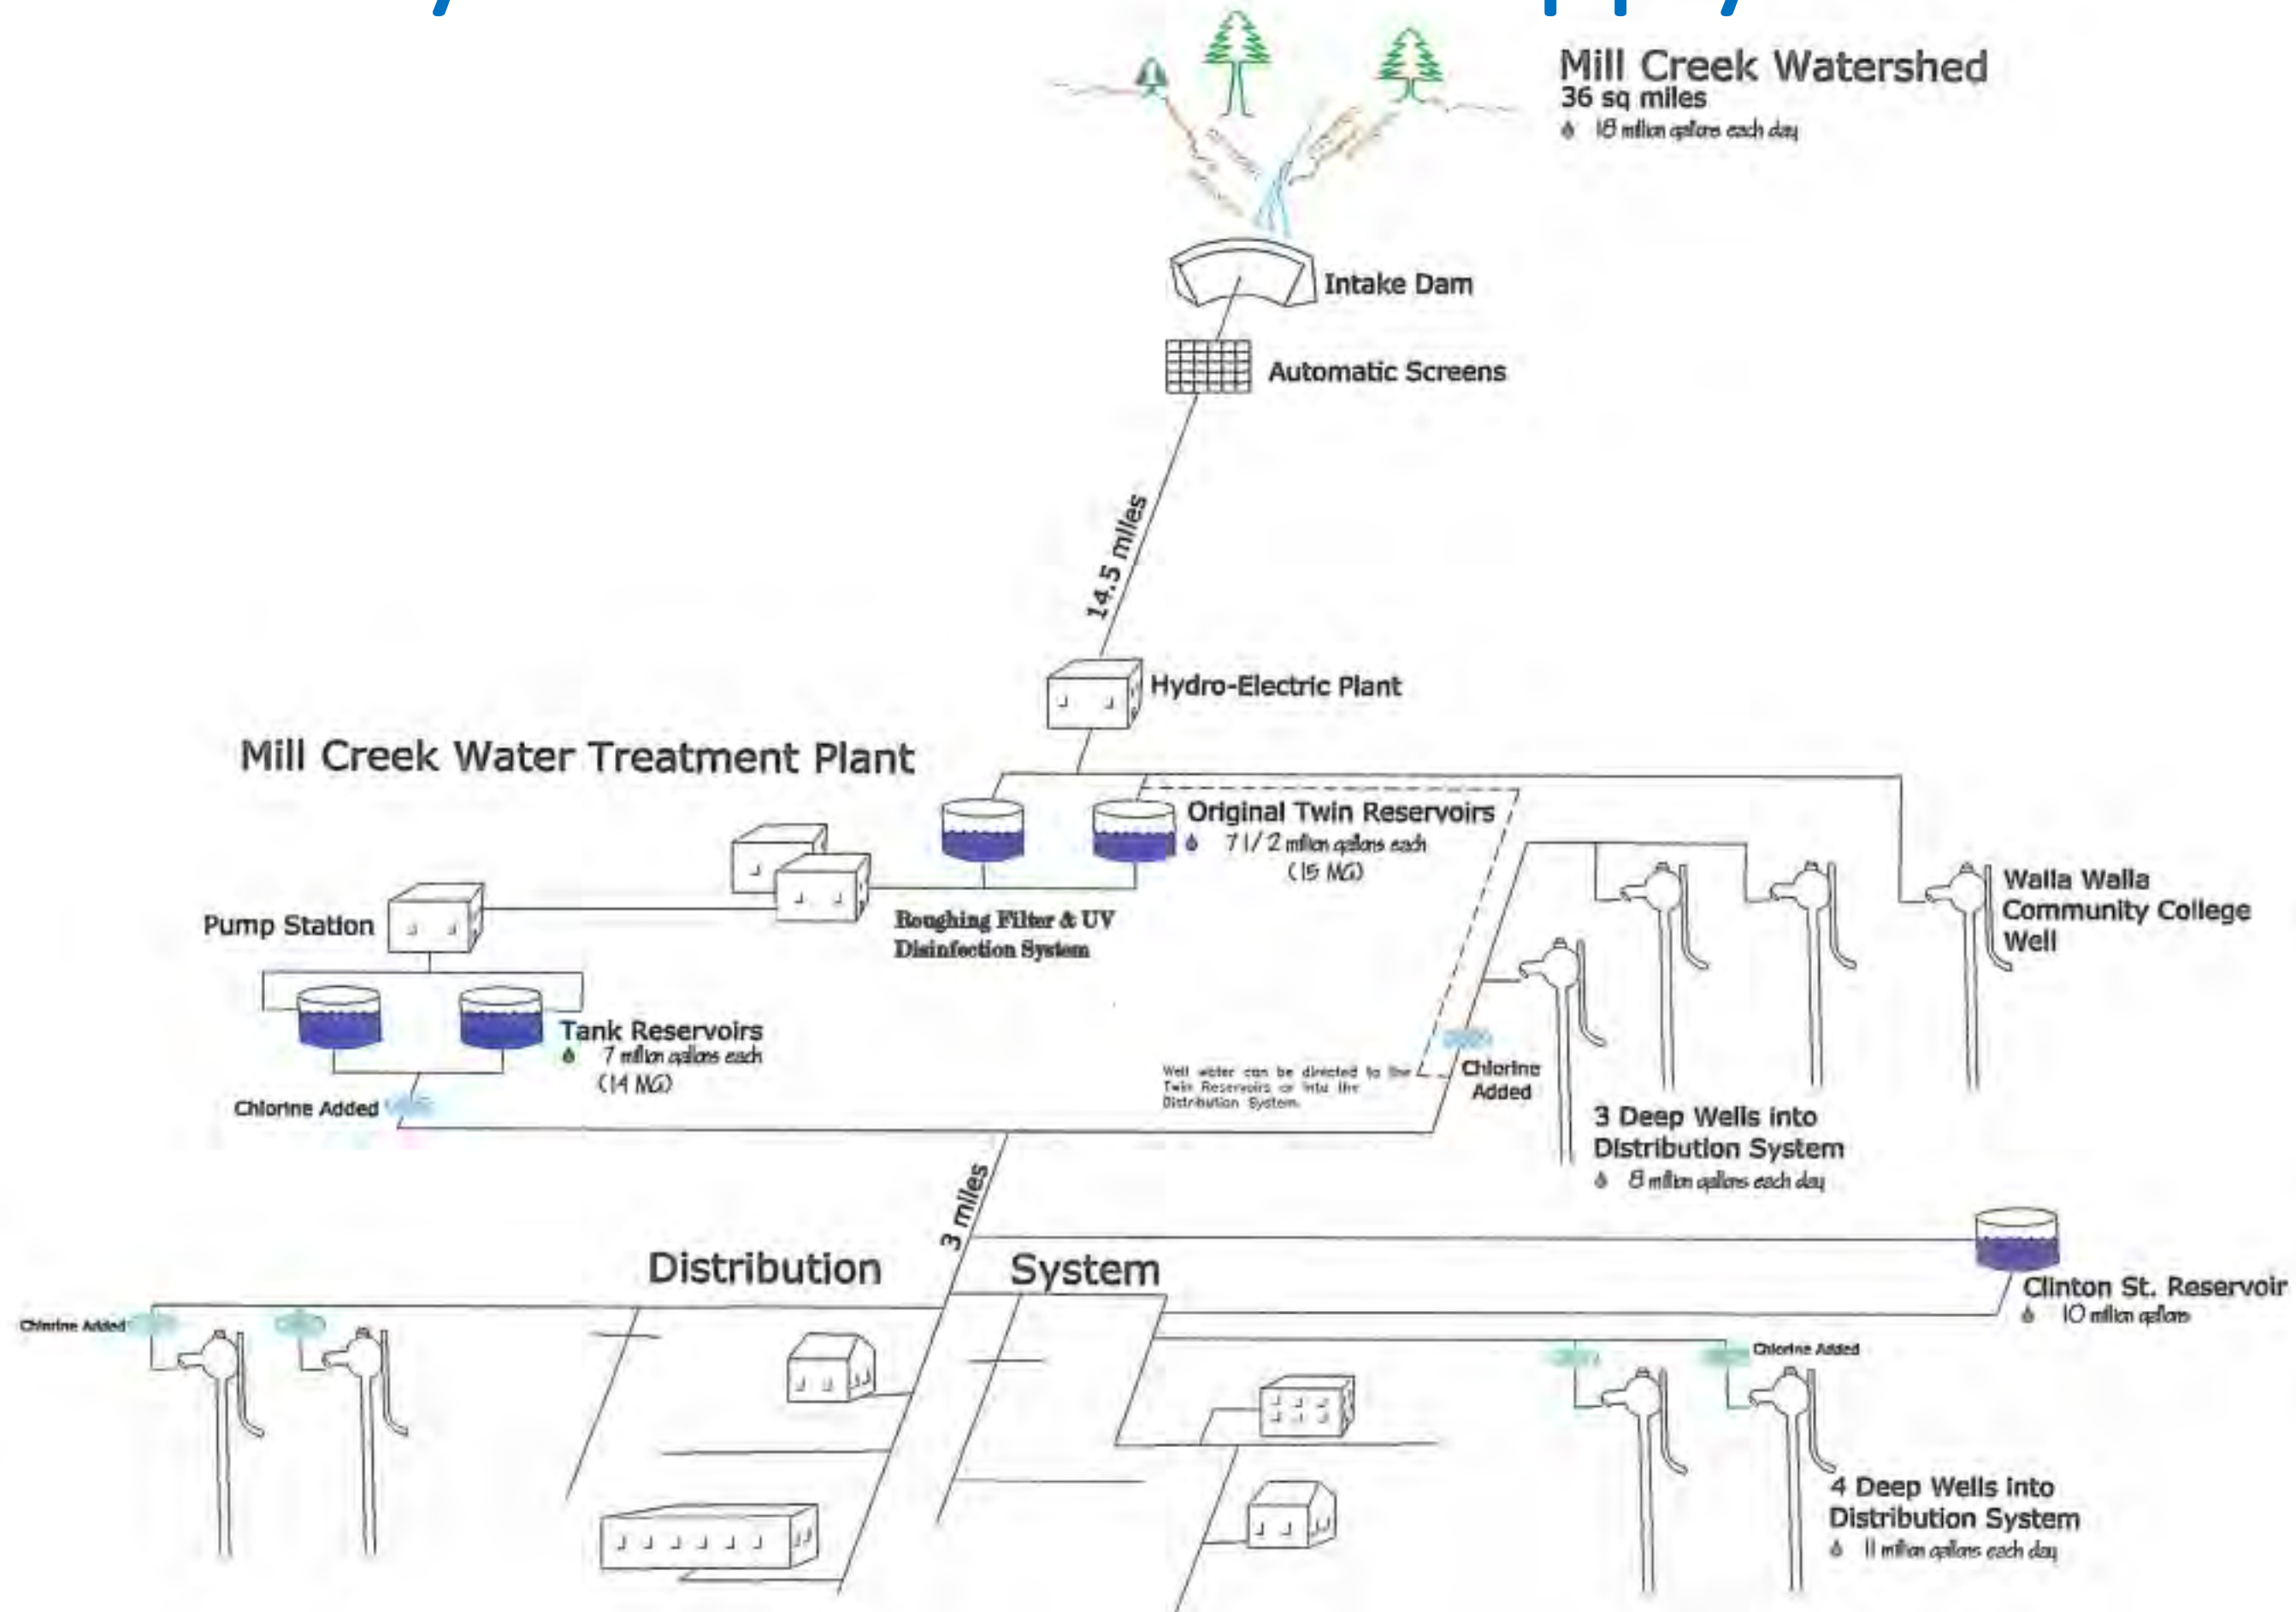 Mill Creek Watershed
36 sq miles
18 million gallons each day
Intake Dam
Automatic Screens
14.5 miles
Hydro-Electric Plant
Mill Creek Water Treatment Plant
Original Twin Reservoirs
7 1/2 million gallons each
(15 MG)
Walla Walla
Community College
Well
Pump Station
Roughing Filter & UV
Disinfection System
Tank Reservoirs
7 million gallons each
(14 MG)
Well water can be directed to the
Twin Reservoirs or into the
Distribution System.
Chlorine
Added
Chlorine Added
3 Deep Wells into
Distribution System
8 million gallons each day
3 miles
Distribution System
Clinton St. Reservoir
10 million gallons
Chlorine Added
Chlorine Added
4 Deep Wells into
Distribution System
11 million gallons each day